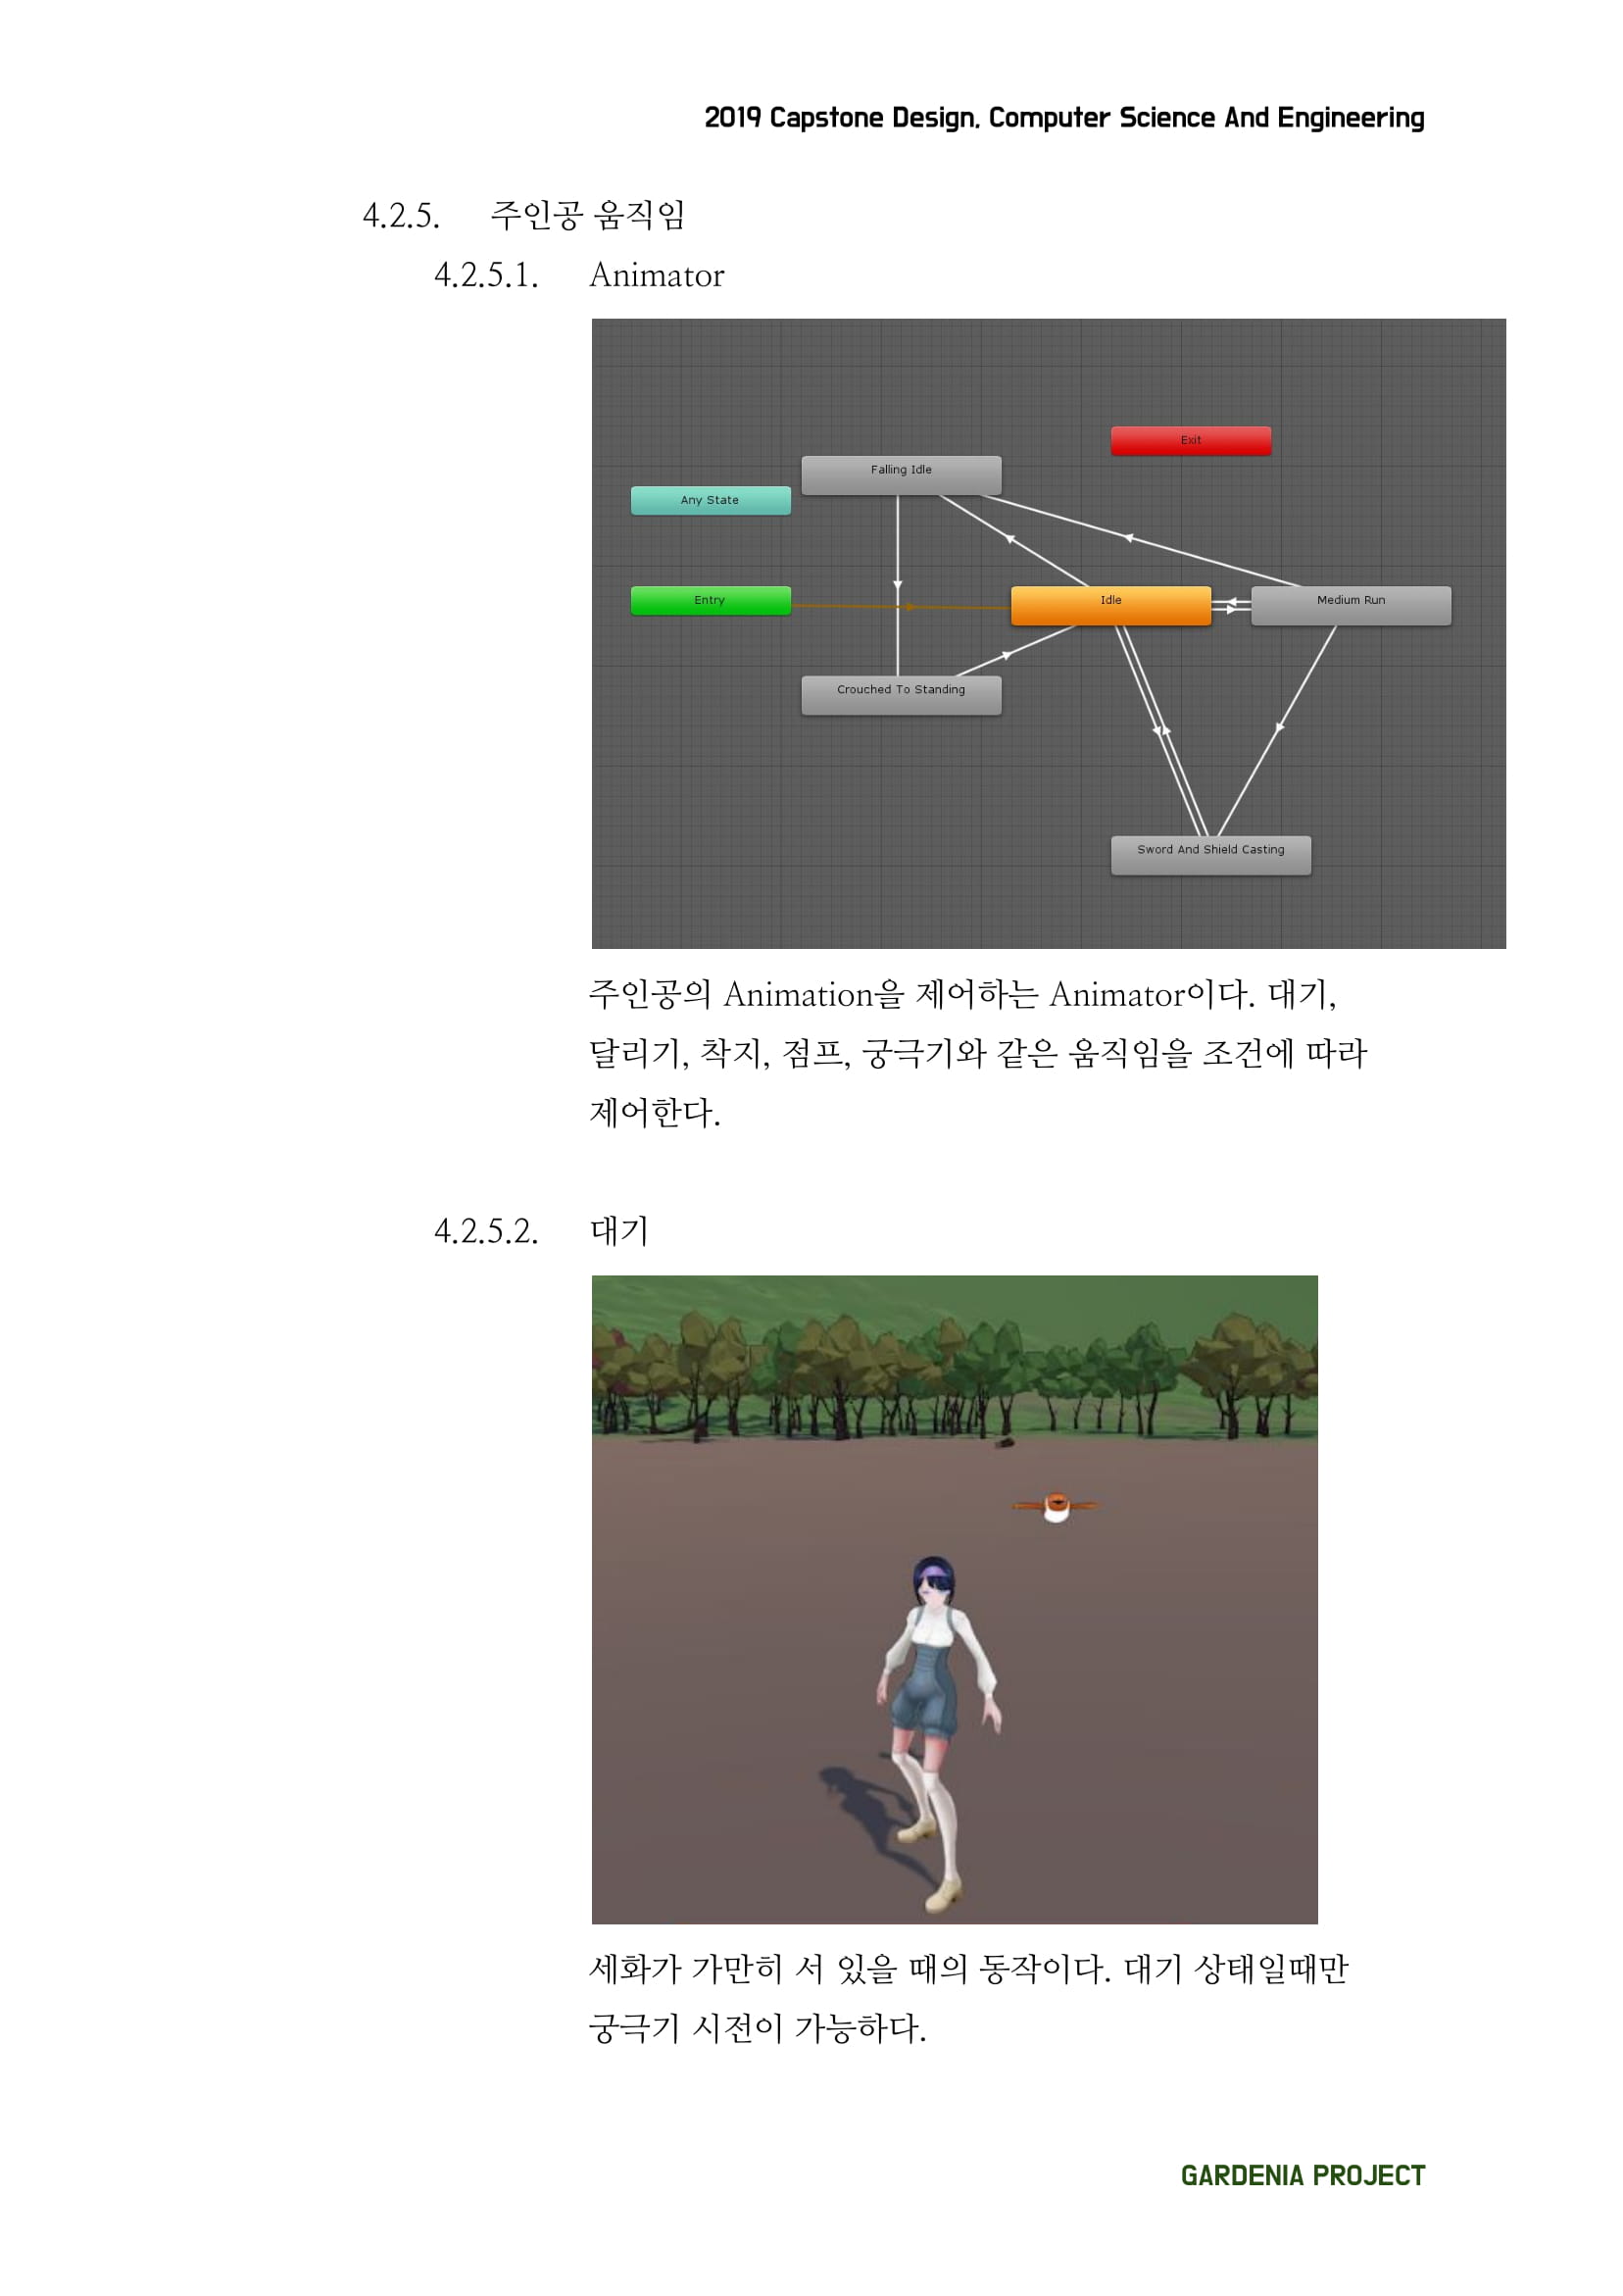 2019 Capstone Design, Computer Science And Engineering
4.2.5. 주인공 움직임
4.2.5.1. Animator
Exit
Falling Idle
Any State
Entry
Idle
Medium Run
Crouched To Standing
Sword And Shield Casting
주인공의 Animation을 제어하는 Animator이다. 대기,
달리기, 착지, 점프, 궁극기와 같은 움직임을 조건에 따라
제어한다.
4.2.5.2. 대기
세화가 가만히 서 있을 때의 동작이다. 대기 상태일때만
궁극기 시전이 가능하다.
GARDENIA PROJECT